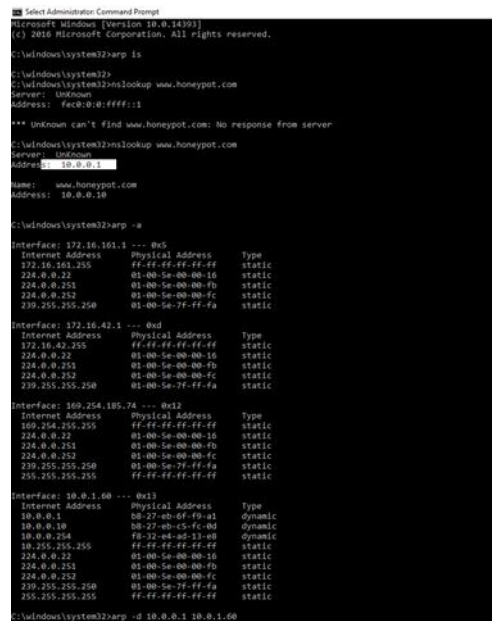 Select Administrator: Command Prompt
Microsoft Windows [Version 10.0.14393]
(c) 2016 Microsoft Corporation. All rights reserved.
C:\windows\system32>arp is
C:\windows\system32>
C:\windows\system32>nslookup www.honeypot.com
Server: UnKnown
Address: fec0:0:0:ffff::1
*** UnKnown can't find www.honeypot.com: No response from server
C:\windows\system32>nslookup www.honeypot.com
Server: UnKnown
Address: 10.0.0.1
Name: www.honeypot.com
Address: 10.0.0.10
C:\windows\system32>arp -a
Interface: 172.16.161.1 --- 0x5
Internet Address Physical Address Type
172.16.161.255 ff-ff-ff-ff-ff-ff static
224.0.0.22 01-00-5e-00-00-16 static
224.0.0.251 01-00-5e-00-00-fb static
224.0.0.252 01-00-5e-00-00-fc static
239.255.255.250 01-00-5e-7f-ff-fa static
Interface: 172.16.42.1 --- 0xd
Internet Address Physical Address Type
172.16.42.255 ff-ff-ff-ff-ff-ff static
224.0.0.22 01-00-5e-00-00-16 static
224.0.0.251 01-00-5e-00-00-fb static
224.0.0.252 01-00-5e-00-00-fc static
239.255.255.250 01-00-5e-7f-ff-fa static
Interface: 169.254.185.74 --- 0x12
Internet Address Physical Address Type
169.254.255.255 ff-ff-ff-ff-ff-ff static
224.0.0.22 01-00-5e-00-00-16 static
224.0.0.251 01-00-5e-00-00-fb static
224.0.0.252 01-00-5e-00-00-fc static
239.255.255.250 01-00-5e-7f-ff-fa static
255.255.255.255 ff-ff-ff-ff-ff-ff static
Interface: 10.0.1.60 --- 0x13
Internet Address Physical Address Type
10.0.0.1 b8-27-eb-6f-f9-a1 dynamic
10.0.0.10 b8-27-eb-c5-fc-0d dynamic
10.0.0.254 f8-32-e4-ad-13-e8 dynamic
10.255.255.255 ff-ff-ff-ff-ff-ff static
224.0.0.22 01-00-5e-00-00-16 static
224.0.0.251 01-00-5e-00-00-fb static
224.0.0.252 01-00-5e-00-00-fc static
239.255.255.250 01-00-5e-7f-ff-fa static
255.255.255.255 ff-ff-ff-ff-ff-ff static
C:\windows\system32>arp -d 10.0.0.1 10.0.1.60